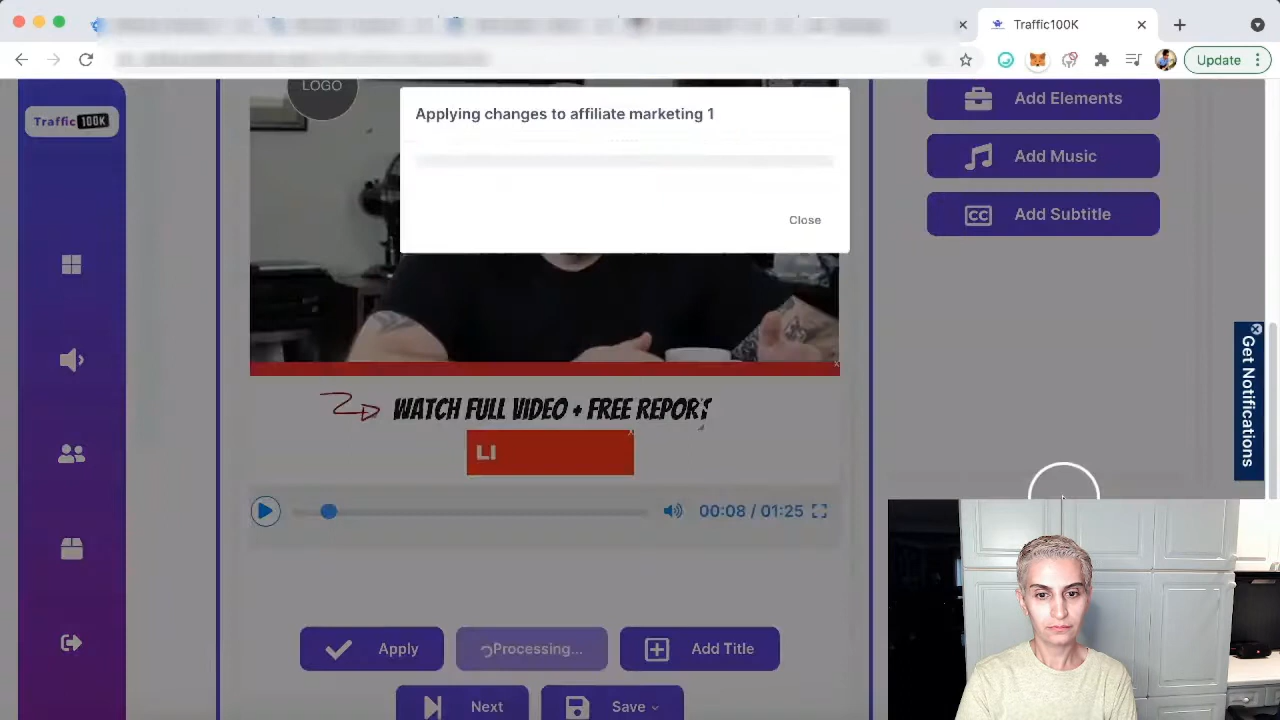 Traffic100K
Update
Traffic 100K
LOGO
Applying changes to affiliate marketing 1
Close
Add Elements
Add Music
CC Add Subtitle
Get Notifications
WATCH FULL VIDEO + FREE REPORT
LI
00:08 / 01:25
Apply
Processing...
Add Title
Next
Save